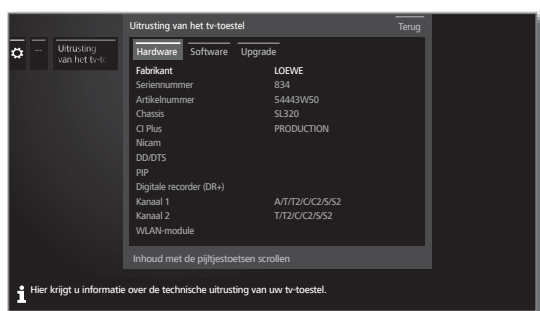 Uitrusting van het tv-toestel
Terug
...
Uitrusting
van het tv-to
Hardware Software Upgrade
Fabrikant LOEWE
Seriennummer 834
Artikelnummer 54443W50
Chassis SL320
CI Plus PRODUCTION
Nicam
DD/DTS
PIP
Digitale recorder (DR+)
Kanaal 1 A/T/T2/C/C2/S/S2
Kanaal 2 T/T2/C/C2/S/S2
WLAN-module
Inhoud met de pijltjestoetsen scrollen
i Hier krijgt u informatie over de technische uitrusting van uw tv-toestel.